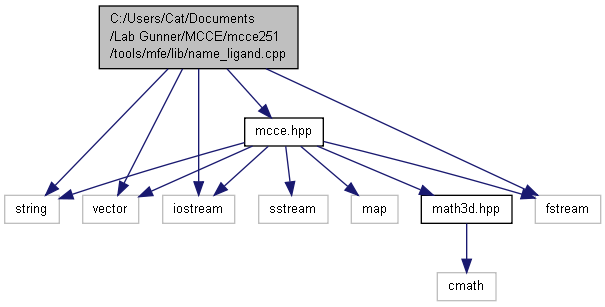 C:/Users/Cat/Documents
/Lab Gunner/MCCE/mcce251
/tools/mfe/lib/name_ligand.cpp
mcce.hpp
string
vector
iostream
sstream
map
math3d.hpp
fstream
cmath